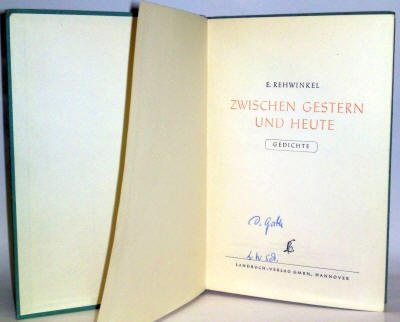 E. REHWINKEL
ZWISCHEN GESTERN
UND HEUTE
GEDICHTE
LANDBUCH-VERLAG GMBH, HANNOVER